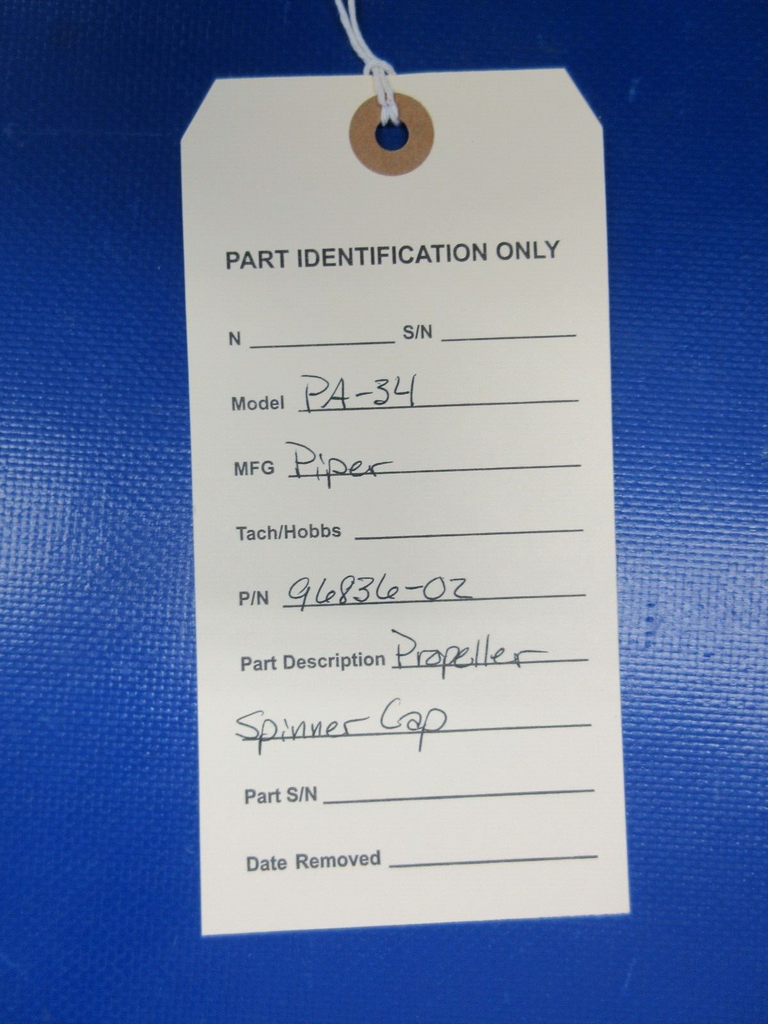 PART IDENTIFICATION ONLY
N S/N
Model PA-34
MFG Piper
Tach/Hobbs
P/N 96836-02
Part Description Propeller
Spinner Cap
Part S/N
Date Removed